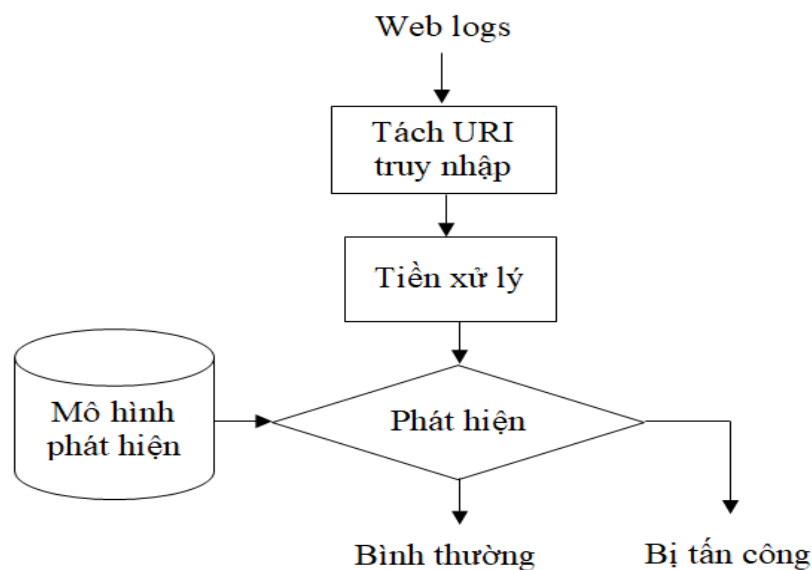 Web logs
Tách URI
truy nhập
Tiền xử lý
Mô hình
phát hiện
Phát hiện
Bình thường
Bị tấn công